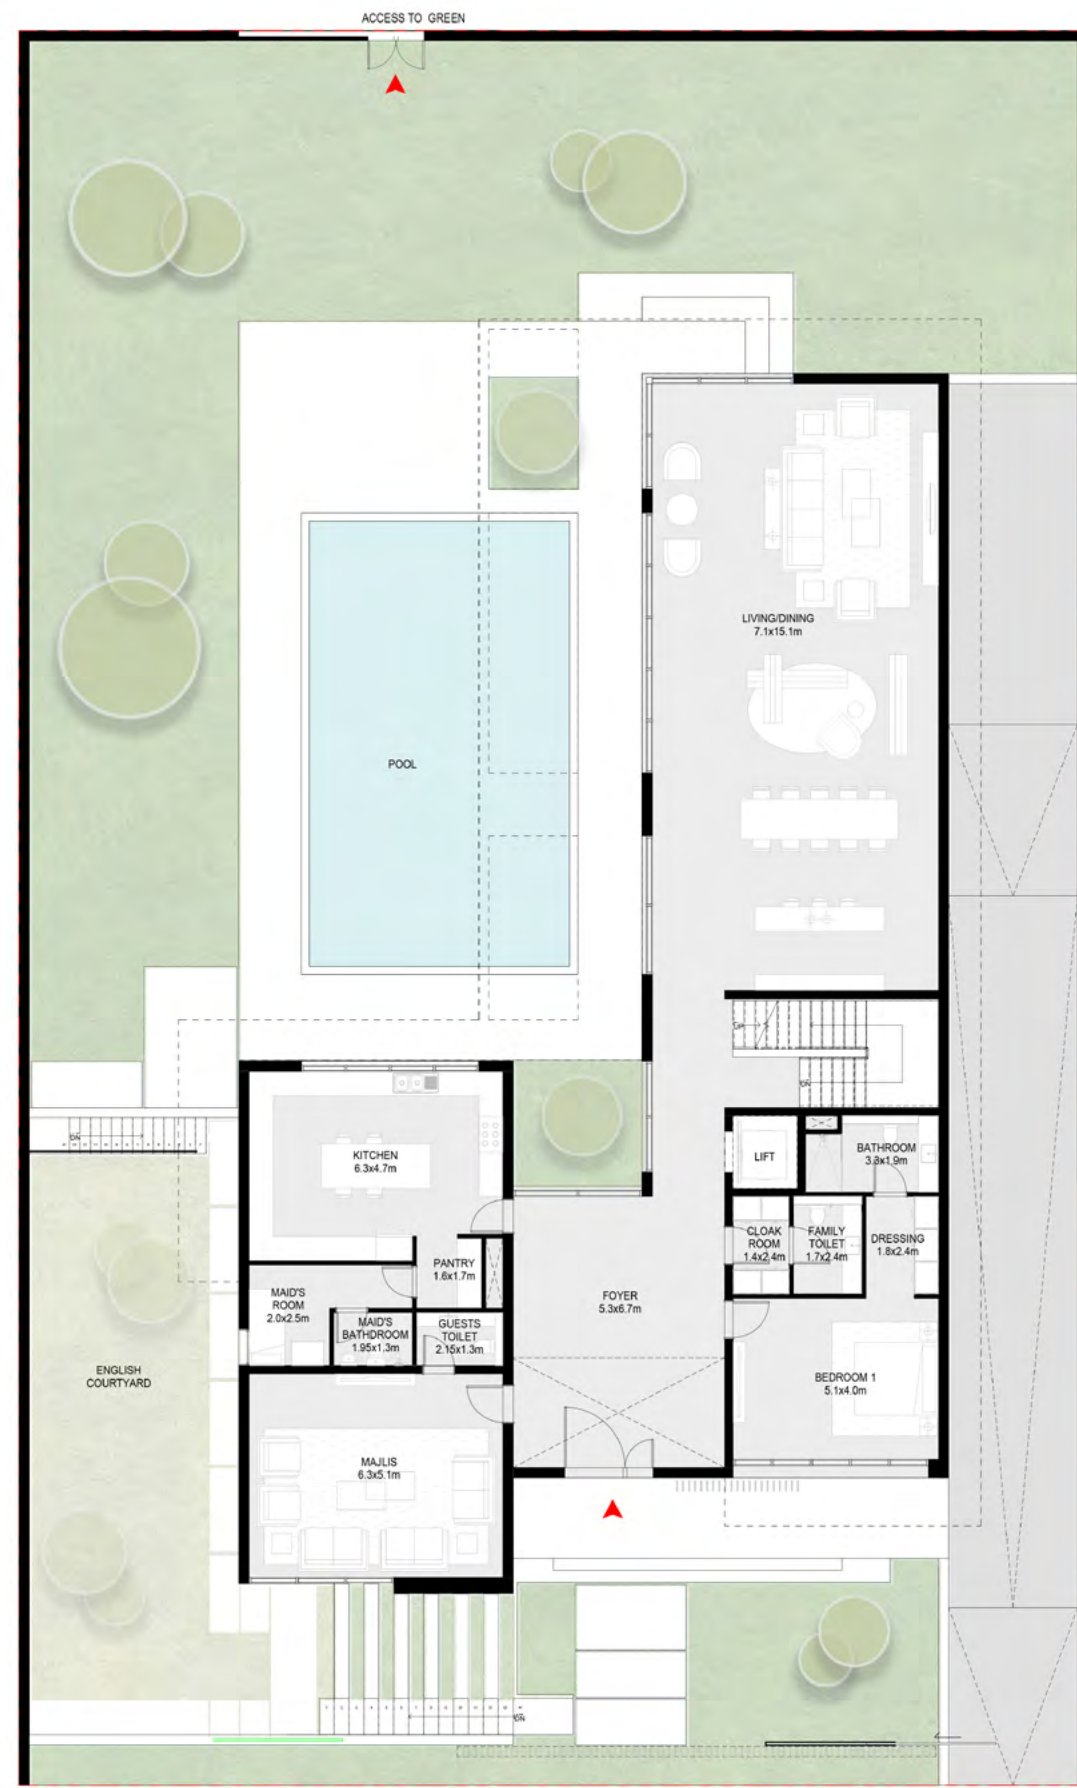 ACCESS TO GREEN
LIVING/DINING
7.1x15.1m
POOL
UP
DN
DN
KITCHEN
6.3x4.7m
LIFT
BATHROOM
3.3x1.9m
CLOAK
ROOM
1.4x2.4m
FAMILY
TOILET
1.7x2.4m
DRESSING
1.8x2.4m
PANTRY
1.6x1.7m
MAID'S
ROOM
2.0x2.5m
FOYER
5.3x6.7m
MAID'S
BATHDROOM
1.95x1.3m
GUESTS
TOILET
2.15x1.3m
ENGLISH
COURTYARD
BEDROOM 1
5.1x4.0m
MAJLIS
6.3x5.1m
DN